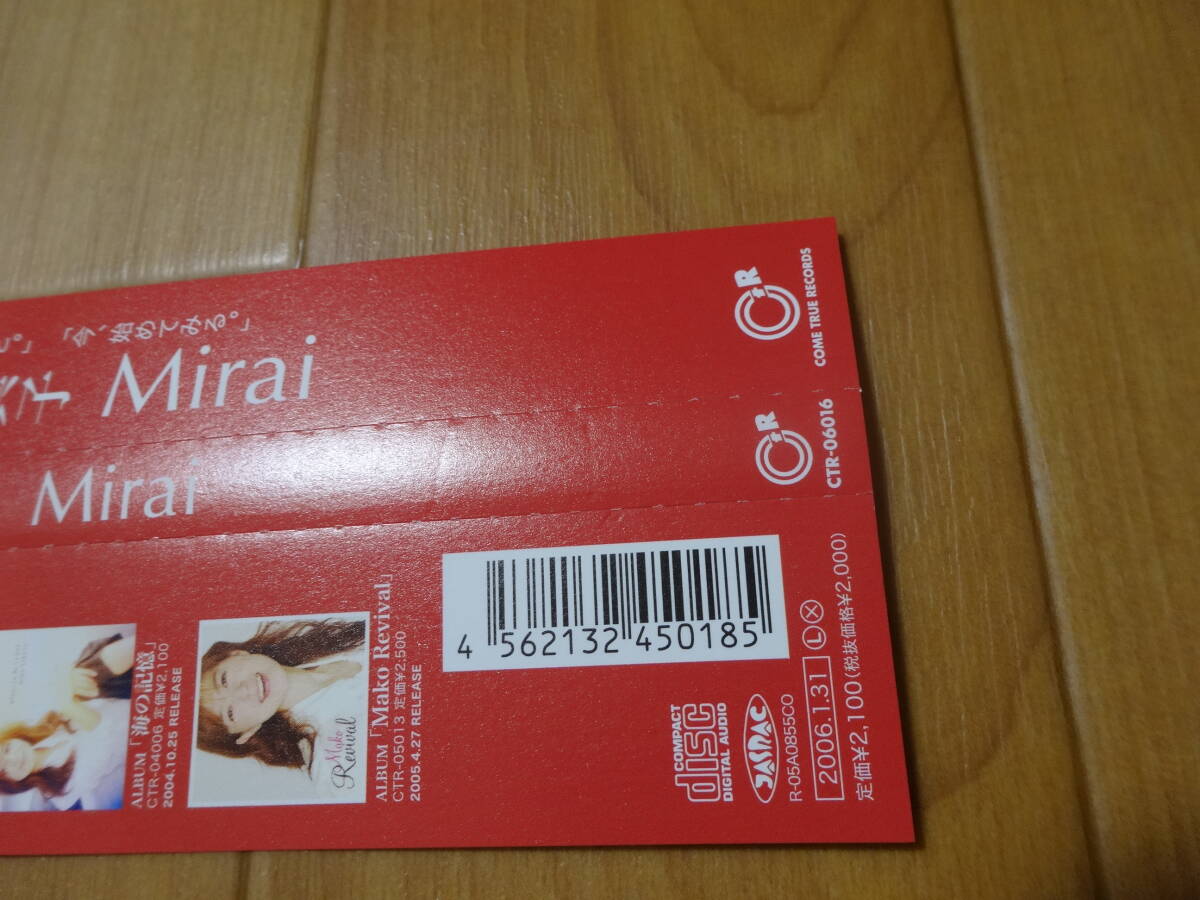 「今、始めてみる。」
子 Mirai
CtR
COME TRUE RECORDS
Mirai
CtR
CTR-06016
ALBUM「海の記憶」
CTR-04006 定価¥2,100
2004.10.25 RELEASE
Mako
Revival
ALBUM「Mako Revival」
CTR-05013 定価¥2,500
2005.4.27 RELEASE
4 562132 450185
COMPACT
disc
DIGITAL AUDIO
JASRAC
R-05A0855CO
2006.1.31 Ⓛ Ⓧ
定価¥2,100(税抜価格¥2,000)